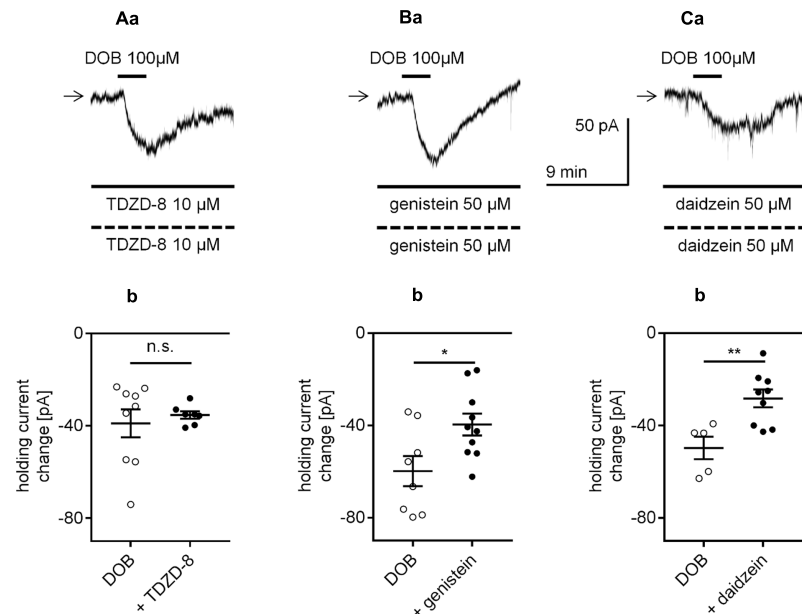 Aa
Ba
Ca
DOB 100μM
DOB 100μM
DOB 100μM
50 pA
9 min
TDZD-8 10 μM
genistein 50 μM
daidzein 50 μM
TDZD-8 10 μM
genistein 50 μM
daidzein 50 μM
b
b
b
holding current
change [pA]
0
-40
-80
n.s.
DOB
+ TDZD-8
holding current
change [pA]
0
-40
-80
*
DOB
+ genistein
holding current
change [pA]
0
-40
-80
**
DOB
+ daidzein